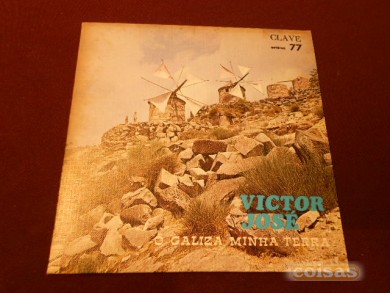 CLAVE
77
VICTOR
JOSÉ
Ó GALIZA MINHA TERRA
coisas